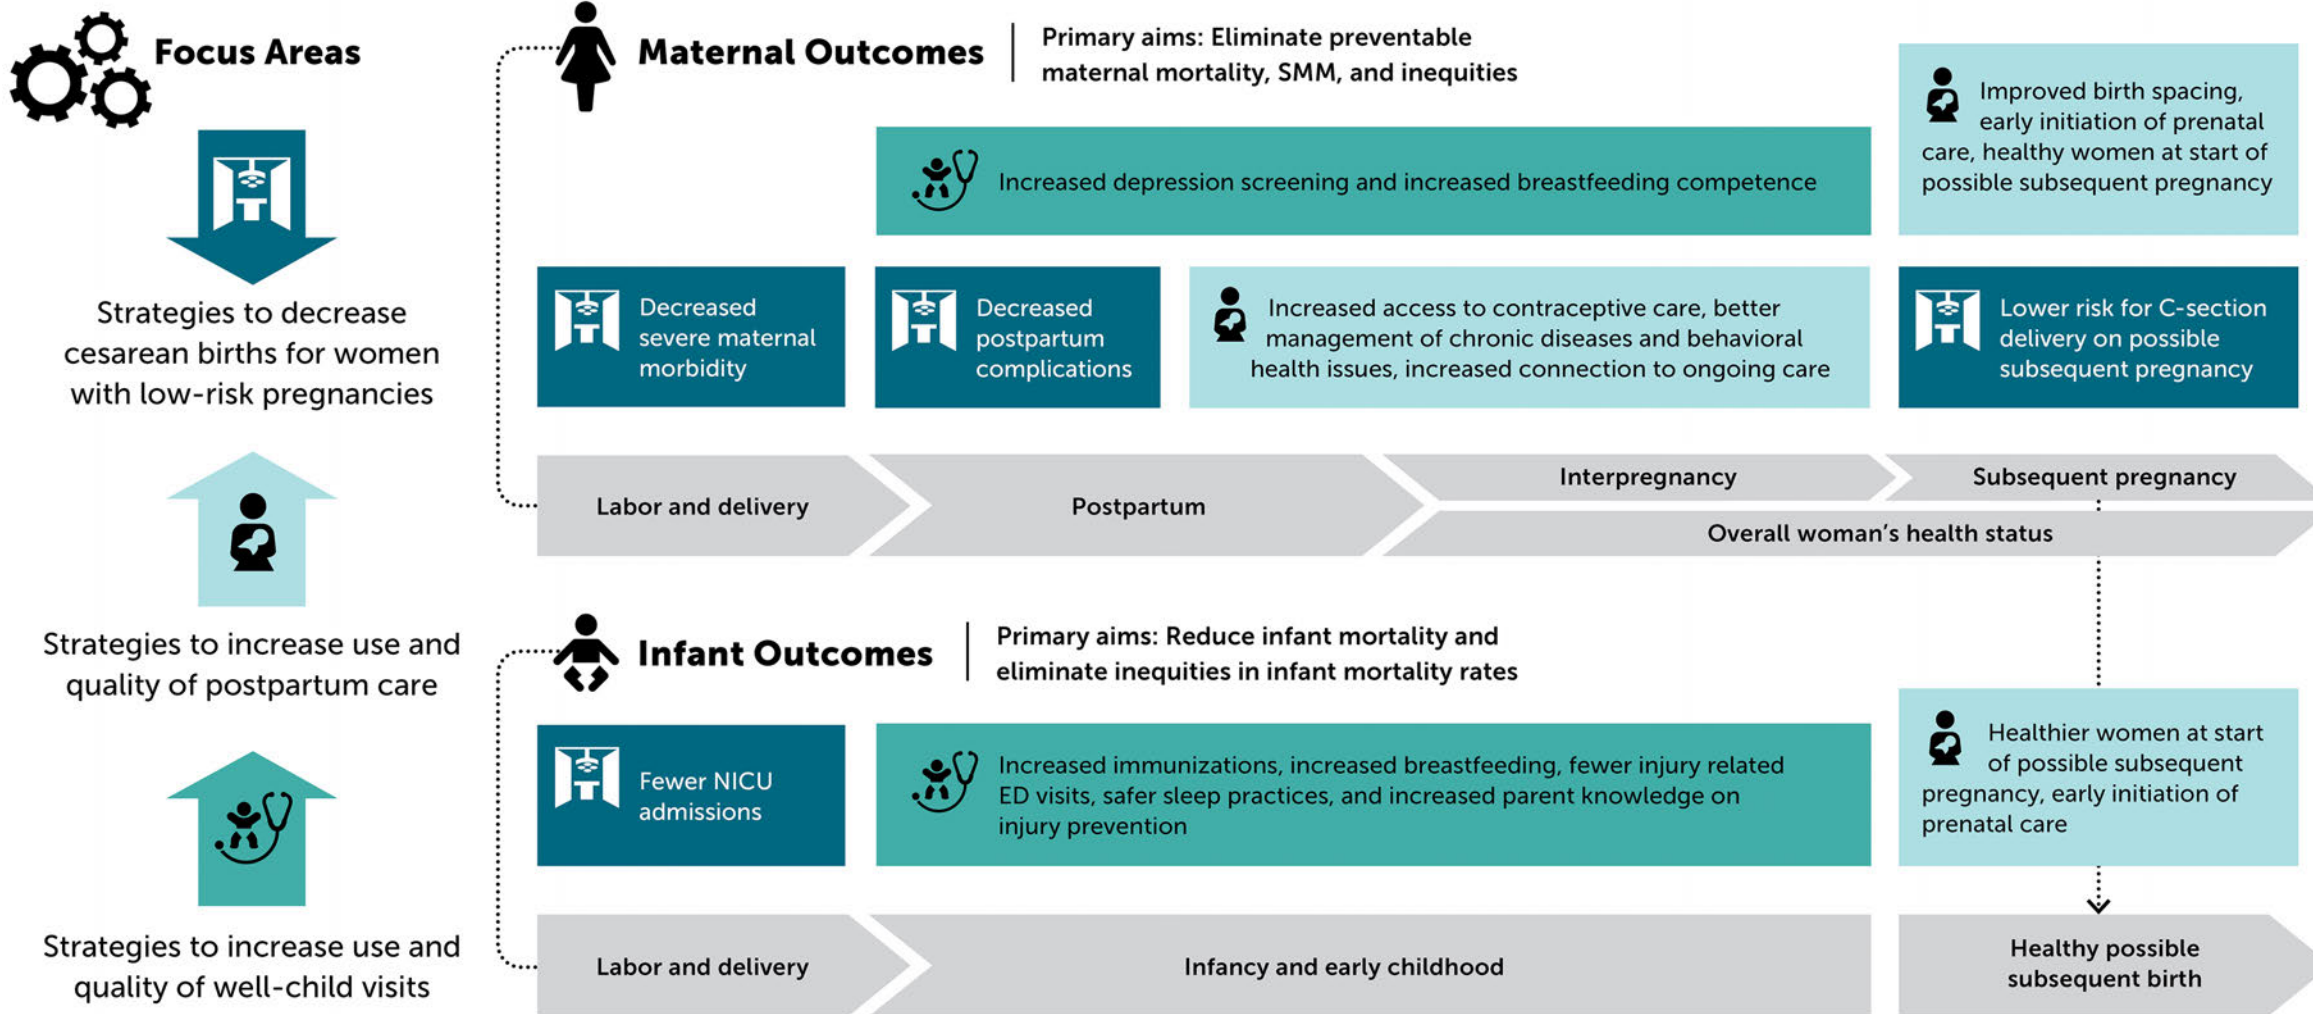 Focus Areas
Strategies to decrease
cesarean births for women
with low-risk pregnancies
Strategies to increase use and
quality of postpartum care
Strategies to increase use and
quality of well-child visits
Maternal Outcomes
Primary aims: Eliminate preventable
maternal mortality, SMM, and inequities
Increased depression screening and increased breastfeeding competence
Improved birth spacing,
early initiation of prenatal
care, healthy women at start of
possible subsequent pregnancy
Decreased
severe maternal
morbidity
Decreased
postpartum
complications
Increased access to contraceptive care, better
management of chronic diseases and behavioral
health issues, increased connection to ongoing care
Lower risk for C-section
delivery on possible
subsequent pregnancy
Labor and delivery
Postpartum
Interpregnancy
Subsequent pregnancy
Overall woman's health status
Infant Outcomes
Primary aims: Reduce infant mortality and
eliminate inequities in infant mortality rates
Fewer NICU
admissions
Increased immunizations, increased breastfeeding, fewer injury related
ED visits, safer sleep practices, and increased parent knowledge on
injury prevention
Healthier women at start
of possible subsequent
pregnancy, early initiation of
prenatal care
Labor and delivery
Infancy and early childhood
Healthy possible
subsequent birth